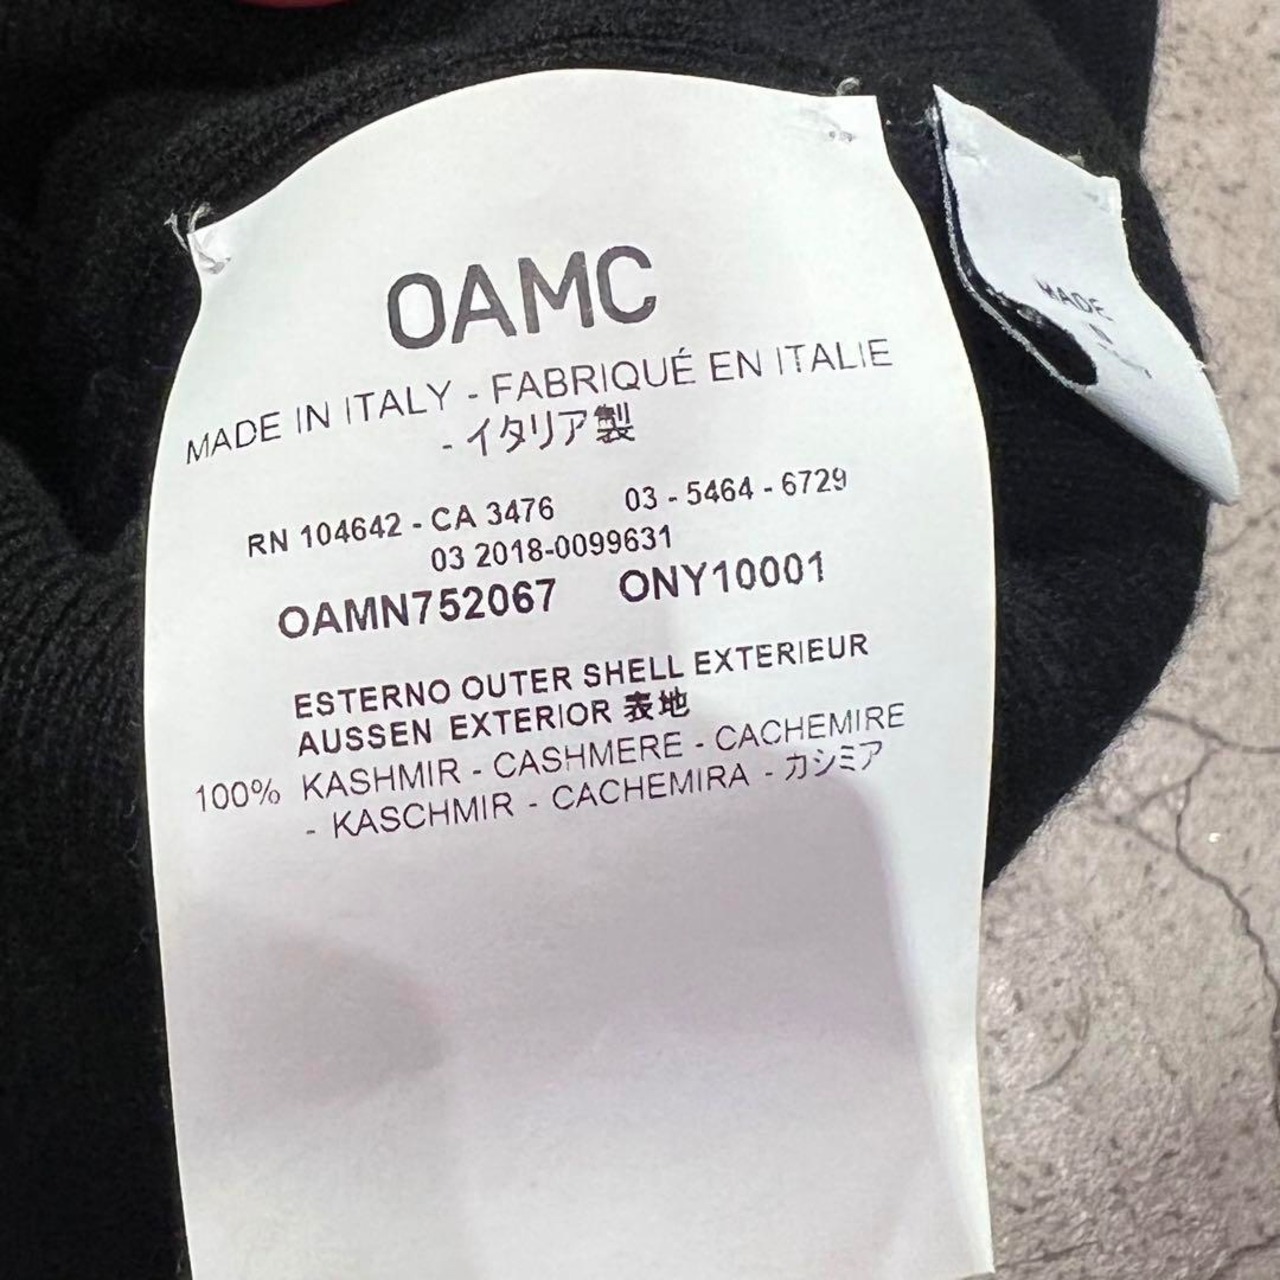 OAMC
MADE IN ITALY - FABRIQUÉ EN ITALIE
- イタリア製
RN 104642 - CA 3476 03 - 5464 - 6729
03 2018-0099631
OAMN752067 ONY10001
ESTERNO OUTER SHELL EXTERIEUR
AUSSEN EXTERIOR 表地
100% KASHMIR - CASHMERE - CACHEMIRE
- KASCHMIR - CACHEMIRA - カシミア
MADE